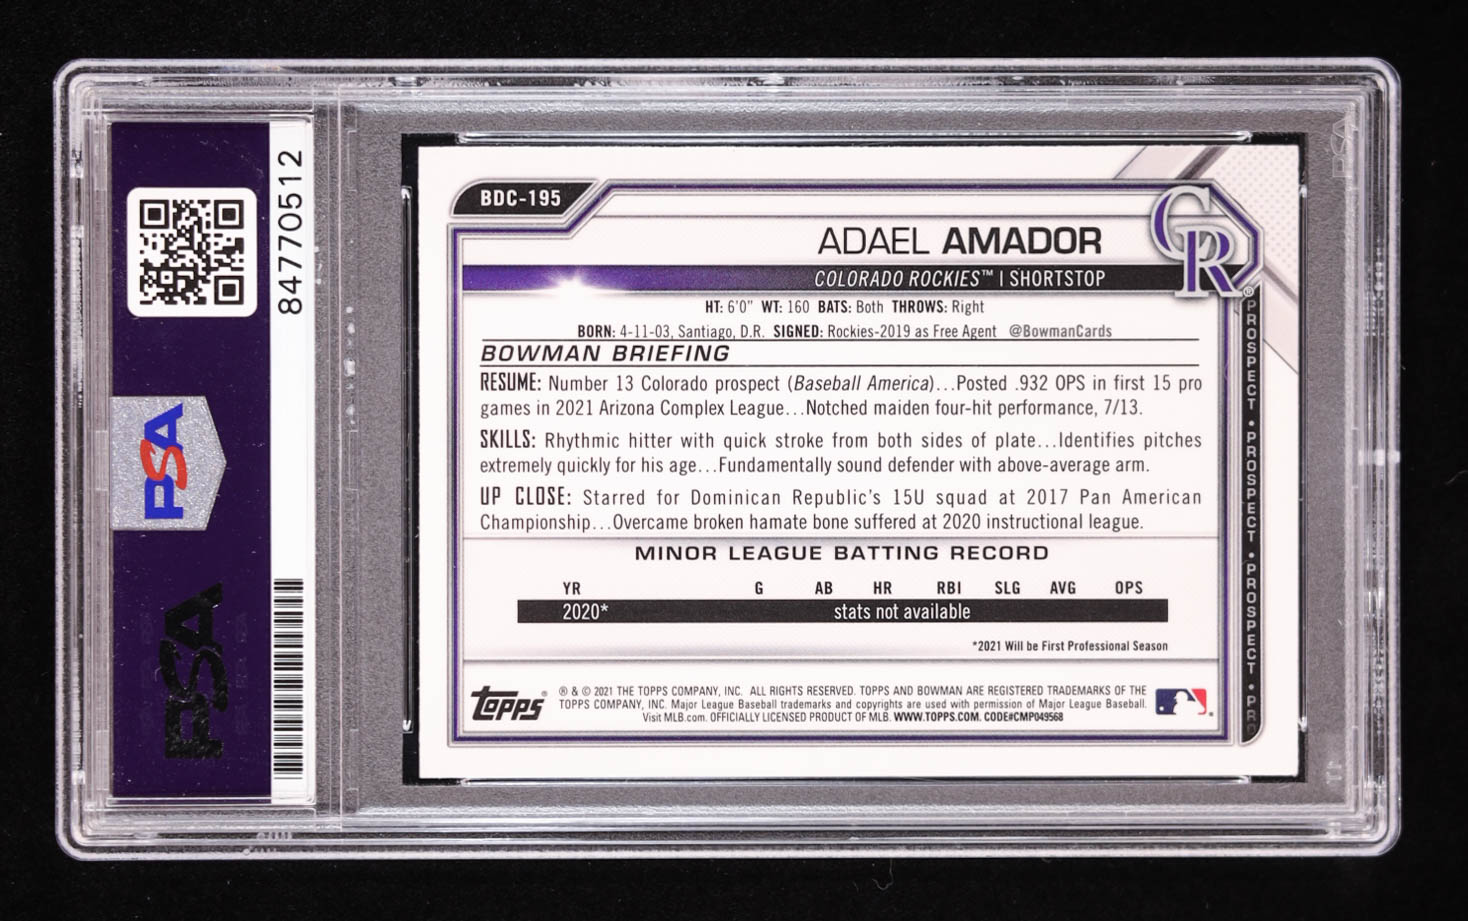 84770512
PSA
PSA
BDC-195
CR
ADAEL AMADOR
COLORADO ROCKIES™ | SHORTSTOP
HT: 6'0" WT: 160 BATS: Both THROWS: Right
BORN: 4-11-03, Santiago, D.R. SIGNED: Rockies-2019 as Free Agent @BowmanCards
BOWMAN BRIEFING
RESUME: Number 13 Colorado prospect (Baseball America)...Posted .932 OPS in first 15 pro
games in 2021 Arizona Complex League...Notched maiden four-hit performance, 7/13.
SKILLS: Rhythmic hitter with quick stroke from both sides of plate...Identifies pitches
extremely quickly for his age...Fundamentally sound defender with above-average arm.
UP CLOSE: Starred for Dominican Republic's 15U squad at 2017 Pan American
Championship...Overcame broken hamate bone suffered at 2020 instructional league.
MINOR LEAGUE BATTING RECORD
YR G AB HR RBI SLG AVG OPS
2020* stats not available
*2021 Will be First Professional Season
Topps® ® & © 2021 THE TOPPS COMPANY, INC. ALL RIGHTS RESERVED. TOPPS AND BOWMAN ARE REGISTERED TRADEMARKS OF THE
TOPPS COMPANY, INC. Major League Baseball trademarks and copyrights are used with permission of Major League Baseball.
Visit MLB.com. OFFICIALLY LICENSED PRODUCT OF MLB. WWW.TOPPS.COM. CODE#CMP049568
PROSPECT • PROSPECT • PROSPECT • PR